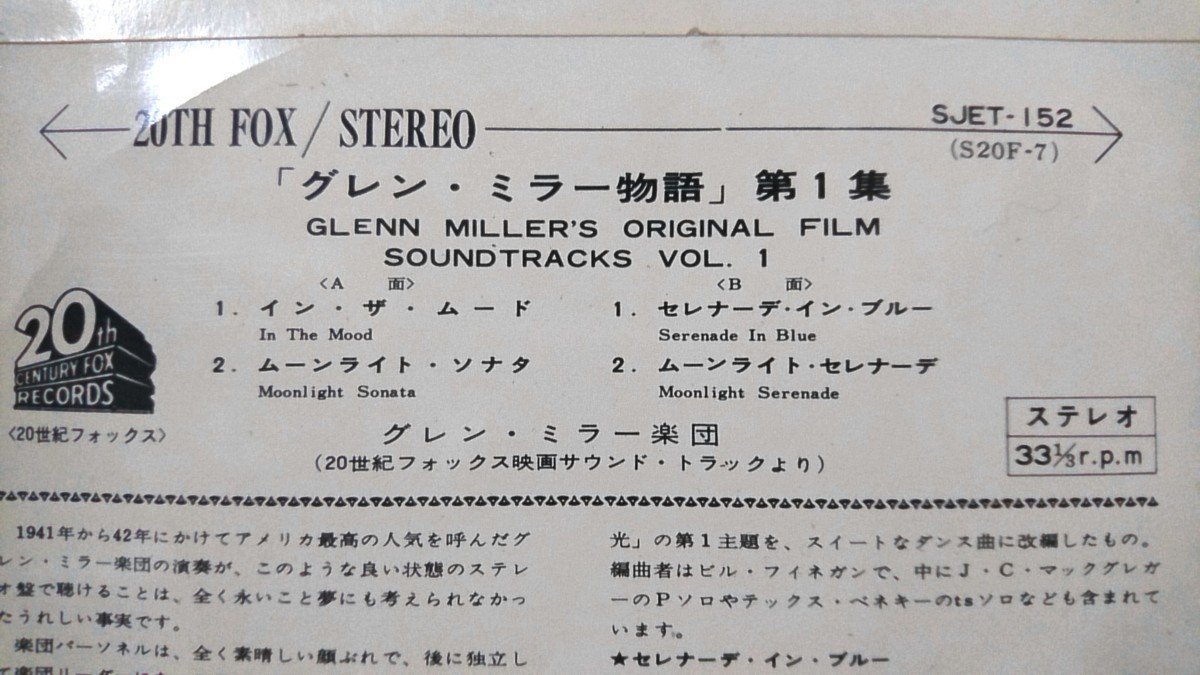 20TH FOX / STEREO
SJET-152
(S20F-7)
「グレン・ミラー物語」第1集
GLENN MILLER'S ORIGINAL FILM
SOUNDTRACKS VOL. 1
〈A 面〉
1. イン・ザ・ムード
In The Mood
2. ムーンライト・ソナタ
Moonlight Sonata
〈B 面〉
1. セレナーデ・イン・ブルー
Serenade In Blue
2. ムーンライト・セレナーデ
Moonlight Serenade
20th
CENTURY FOX
RECORDS
〈20世紀フォックス〉
グレン・ミラー楽団
(20世紀フォックス映画サウンド・トラックより)
ステレオ
33⅓r.p.m
1941年から42年にかけてアメリカ最高の人気を呼んだグ
レン・ミラー楽団の演奏が、このような良い状態のステレ
オ盤で聴けることは、全く永いこと夢にも考えられなかっ
たうれしい事実です。
楽団パーソネルは、全く素晴しい顔ぶれで、後に独立し
て楽団リーダーに
光」の第1主題を、スイートなダンス曲に改編したもの。
編曲者はビル・フィネガンで、中にJ・C・マックグレガ
ーのPソロやテックス・ベネキーのtsソロなども含まれて
います。
★セレナーデ・イン・ブルー